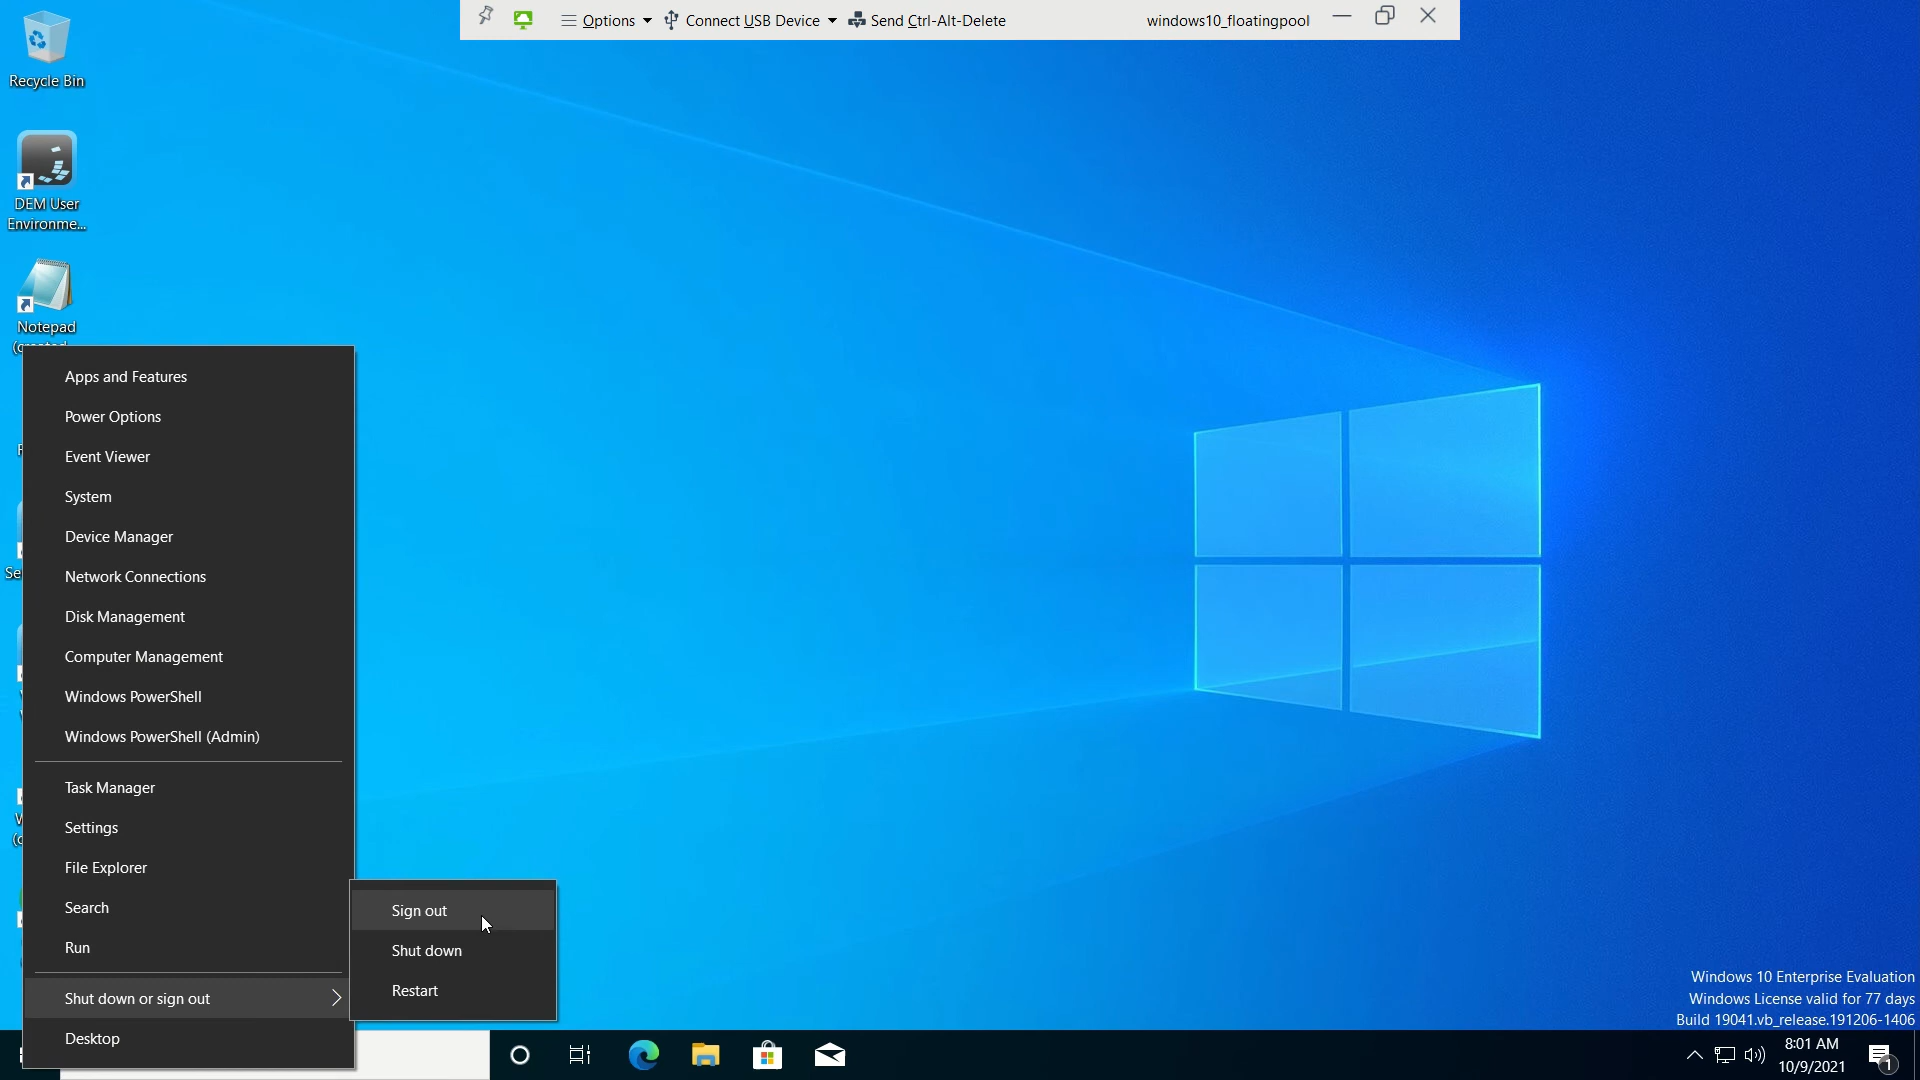 Options
Connect USB Device
Send Ctrl-Alt-Delete
windows10_floatingpool
Recycle Bin
DEM User
Environme...
Notepad
Apps and Features
Power Options
Event Viewer
System
Device Manager
Network Connections
Disk Management
Computer Management
Windows PowerShell
Windows PowerShell (Admin)
Task Manager
Settings
File Explorer
Search
Run
Shut down or sign out
Desktop
Sign out
Shut down
Restart
Windows 10 Enterprise Evaluation
Windows License valid for 77 days
Build 19041.vb_release.191206-1406
8:01 AM
10/9/2021
1